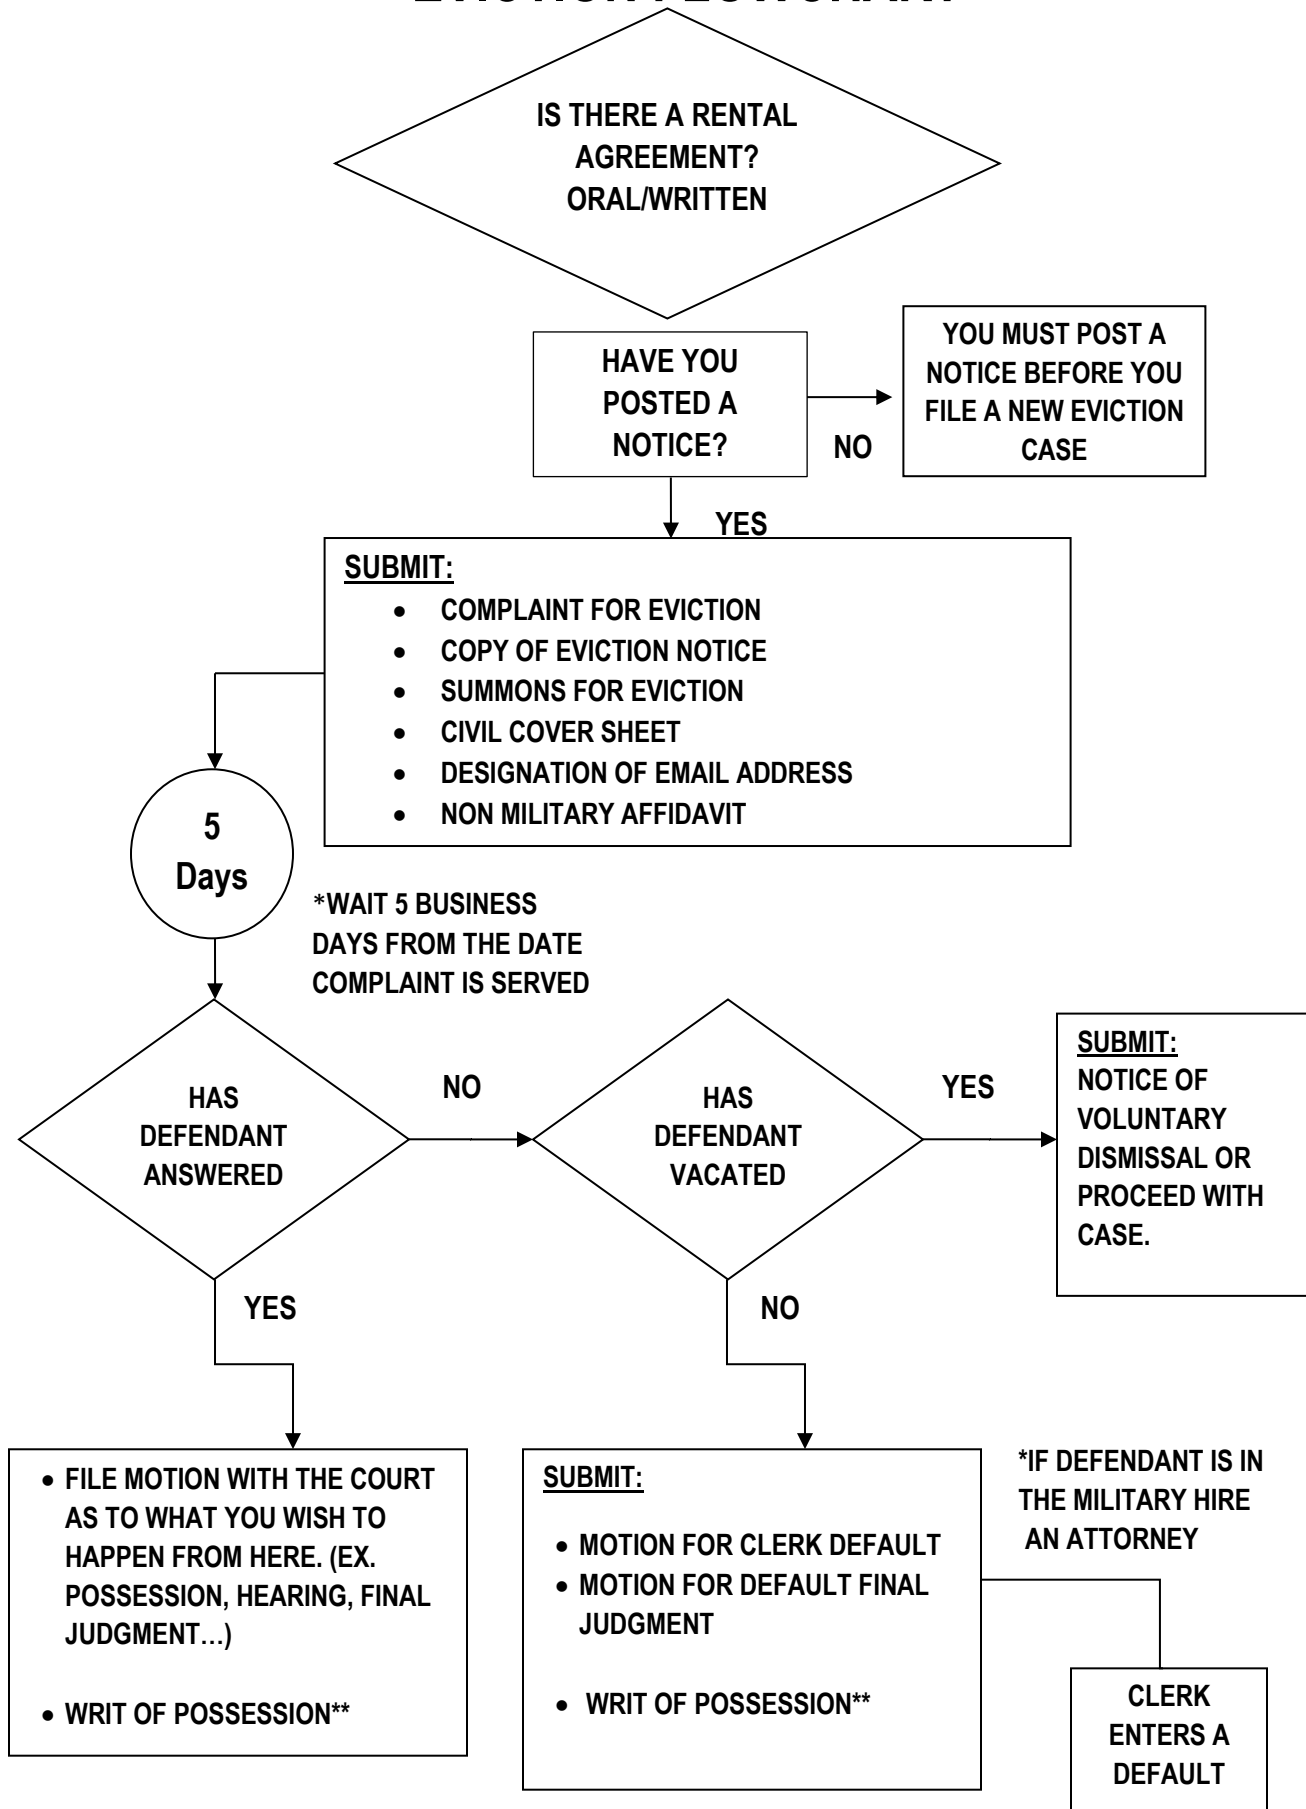 EVICTION FLOWCHART
IS THERE A RENTAL
AGREEMENT?
ORAL/WRITTEN
HAVE YOU
POSTED A
NOTICE?
NO
YOU MUST POST A
NOTICE BEFORE YOU
FILE A NEW EVICTION
CASE
YES
SUBMIT:
• COMPLAINT FOR EVICTION
• COPY OF EVICTION NOTICE
• SUMMONS FOR EVICTION
• CIVIL COVER SHEET
• DESIGNATION OF EMAIL ADDRESS
• NON MILITARY AFFIDAVIT
5
Days
*WAIT 5 BUSINESS
DAYS FROM THE DATE
COMPLAINT IS SERVED
HAS
DEFENDANT
ANSWERED
NO
HAS
DEFENDANT
VACATED
YES
SUBMIT:
NOTICE OF
VOLUNTARY
DISMISSAL OR
PROCEED WITH
CASE.
YES
NO
• FILE MOTION WITH THE COURT
AS TO WHAT YOU WISH TO
HAPPEN FROM HERE. (EX.
POSSESSION, HEARING, FINAL
JUDGMENT…)
• WRIT OF POSSESSION**
SUBMIT:
• MOTION FOR CLERK DEFAULT
• MOTION FOR DEFAULT FINAL
JUDGMENT
• WRIT OF POSSESSION**
*IF DEFENDANT IS IN
THE MILITARY HIRE
AN ATTORNEY
CLERK
ENTERS A
DEFAULT